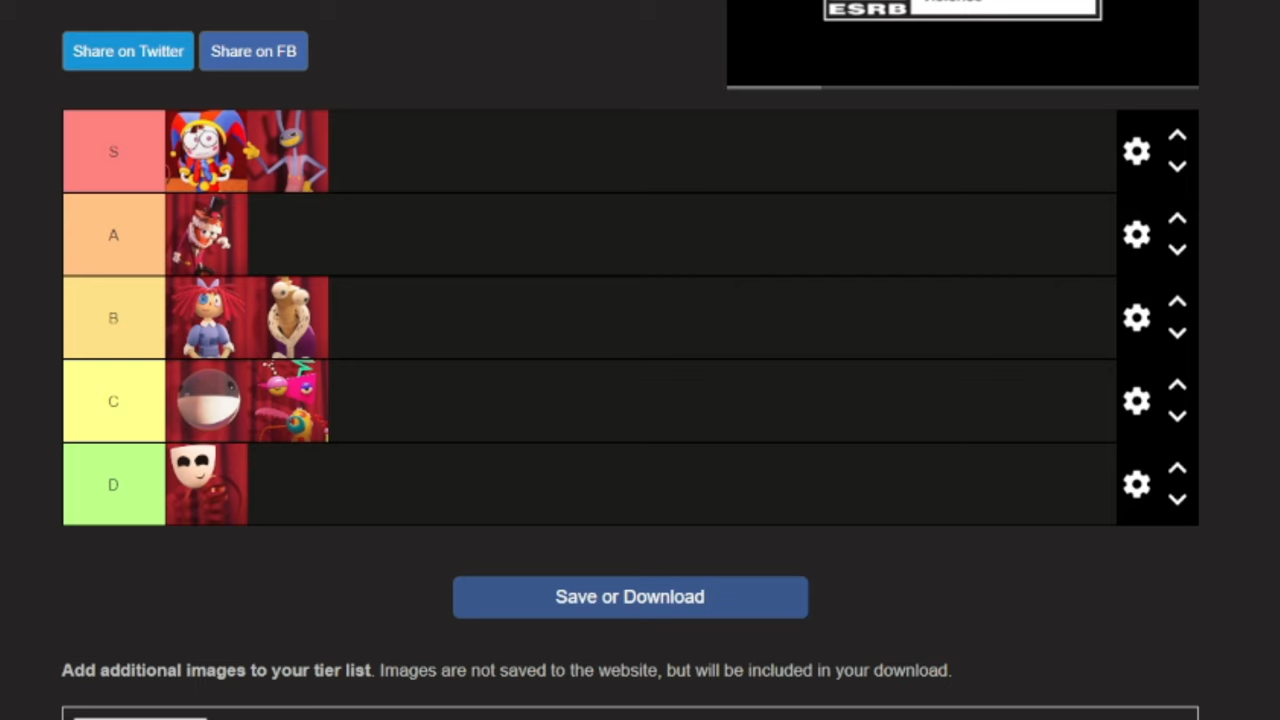 ESRB
Share on Twitter
Share on FB
S
A
B
C
D
Save or Download
Add additional images to your tier list. Images are not saved to the website, but will be included in your download.